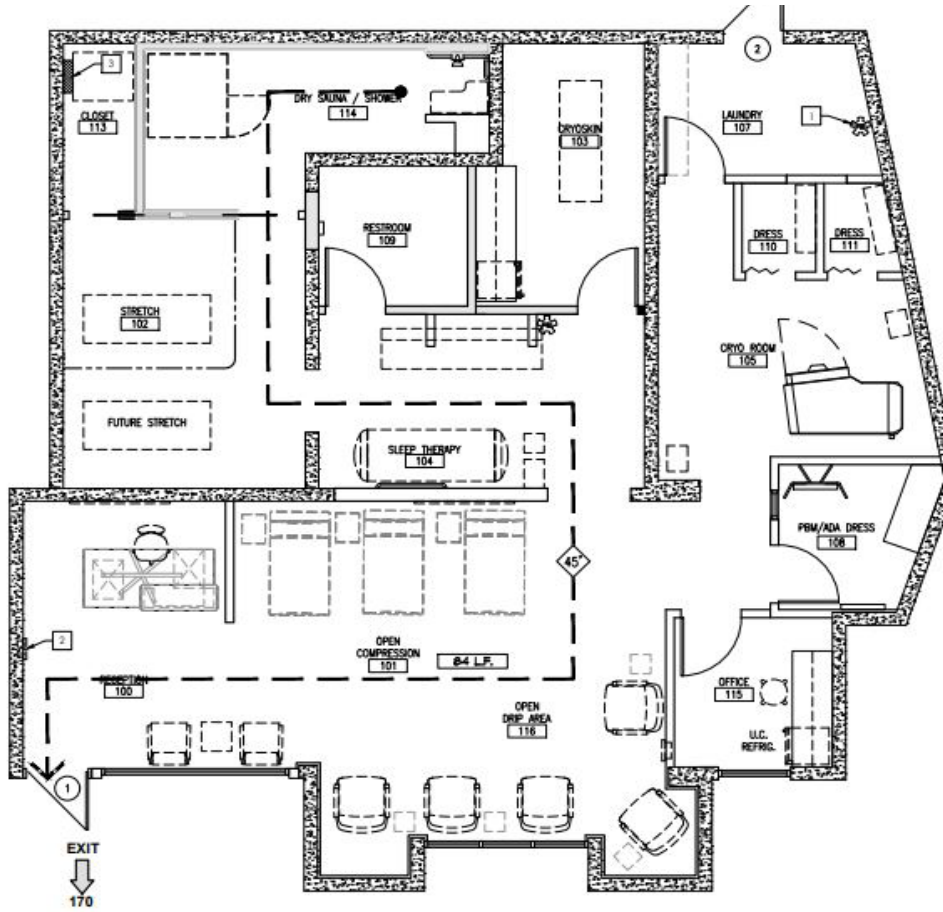 2
3
CLOSET
113
DRY SAUNA / SHOWER
114
CRYOSKIN
103
LAUNDRY
107
1
RESTROOM
109
DRESS
110
DRESS
111
STRETCH
102
CRYO ROOM
105
FUTURE STRETCH
SLEEP THERAPY
104
PBM/ADA DRESS
108
45"
2
OPEN
COMPRESSION
101
84 L.F.
RECEPTION
100
OPEN
DRIP AREA
116
OFFICE
115
U.C.
REFRIG.
1
EXIT
170